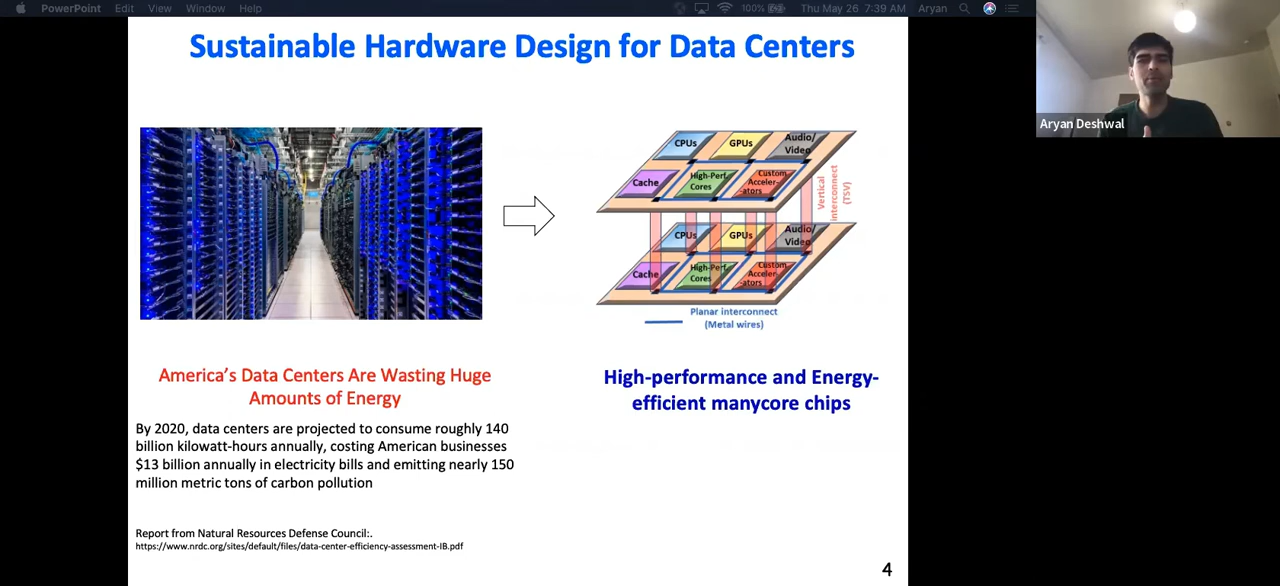 PowerPoint Edit View Window Help 100% Thu May 26 7:39 AM Aryan
Sustainable Hardware Design for Data Centers
Aryan Deshwal
CPUs
GPUs
Audio/
Video
Cache
High-Perf.
Cores
Custom
Acceler-
-ators
Vertical
interconnect
(TSV)
CPUs
GPUs
Audio/
Video
Cache
High-Perf.
Cores
Custom
Acceler-
-ators
Planar interconnect
(Metal wires)
America's Data Centers Are Wasting Huge
Amounts of Energy
High-performance and Energy-
efficient manycore chips
By 2020, data centers are projected to consume roughly 140
billion kilowatt-hours annually, costing American businesses
$13 billion annually in electricity bills and emitting nearly 150
million metric tons of carbon pollution
Report from Natural Resources Defense Council:.
https://www.nrdc.org/sites/default/files/data-center-efficiency-assessment-IB.pdf
4